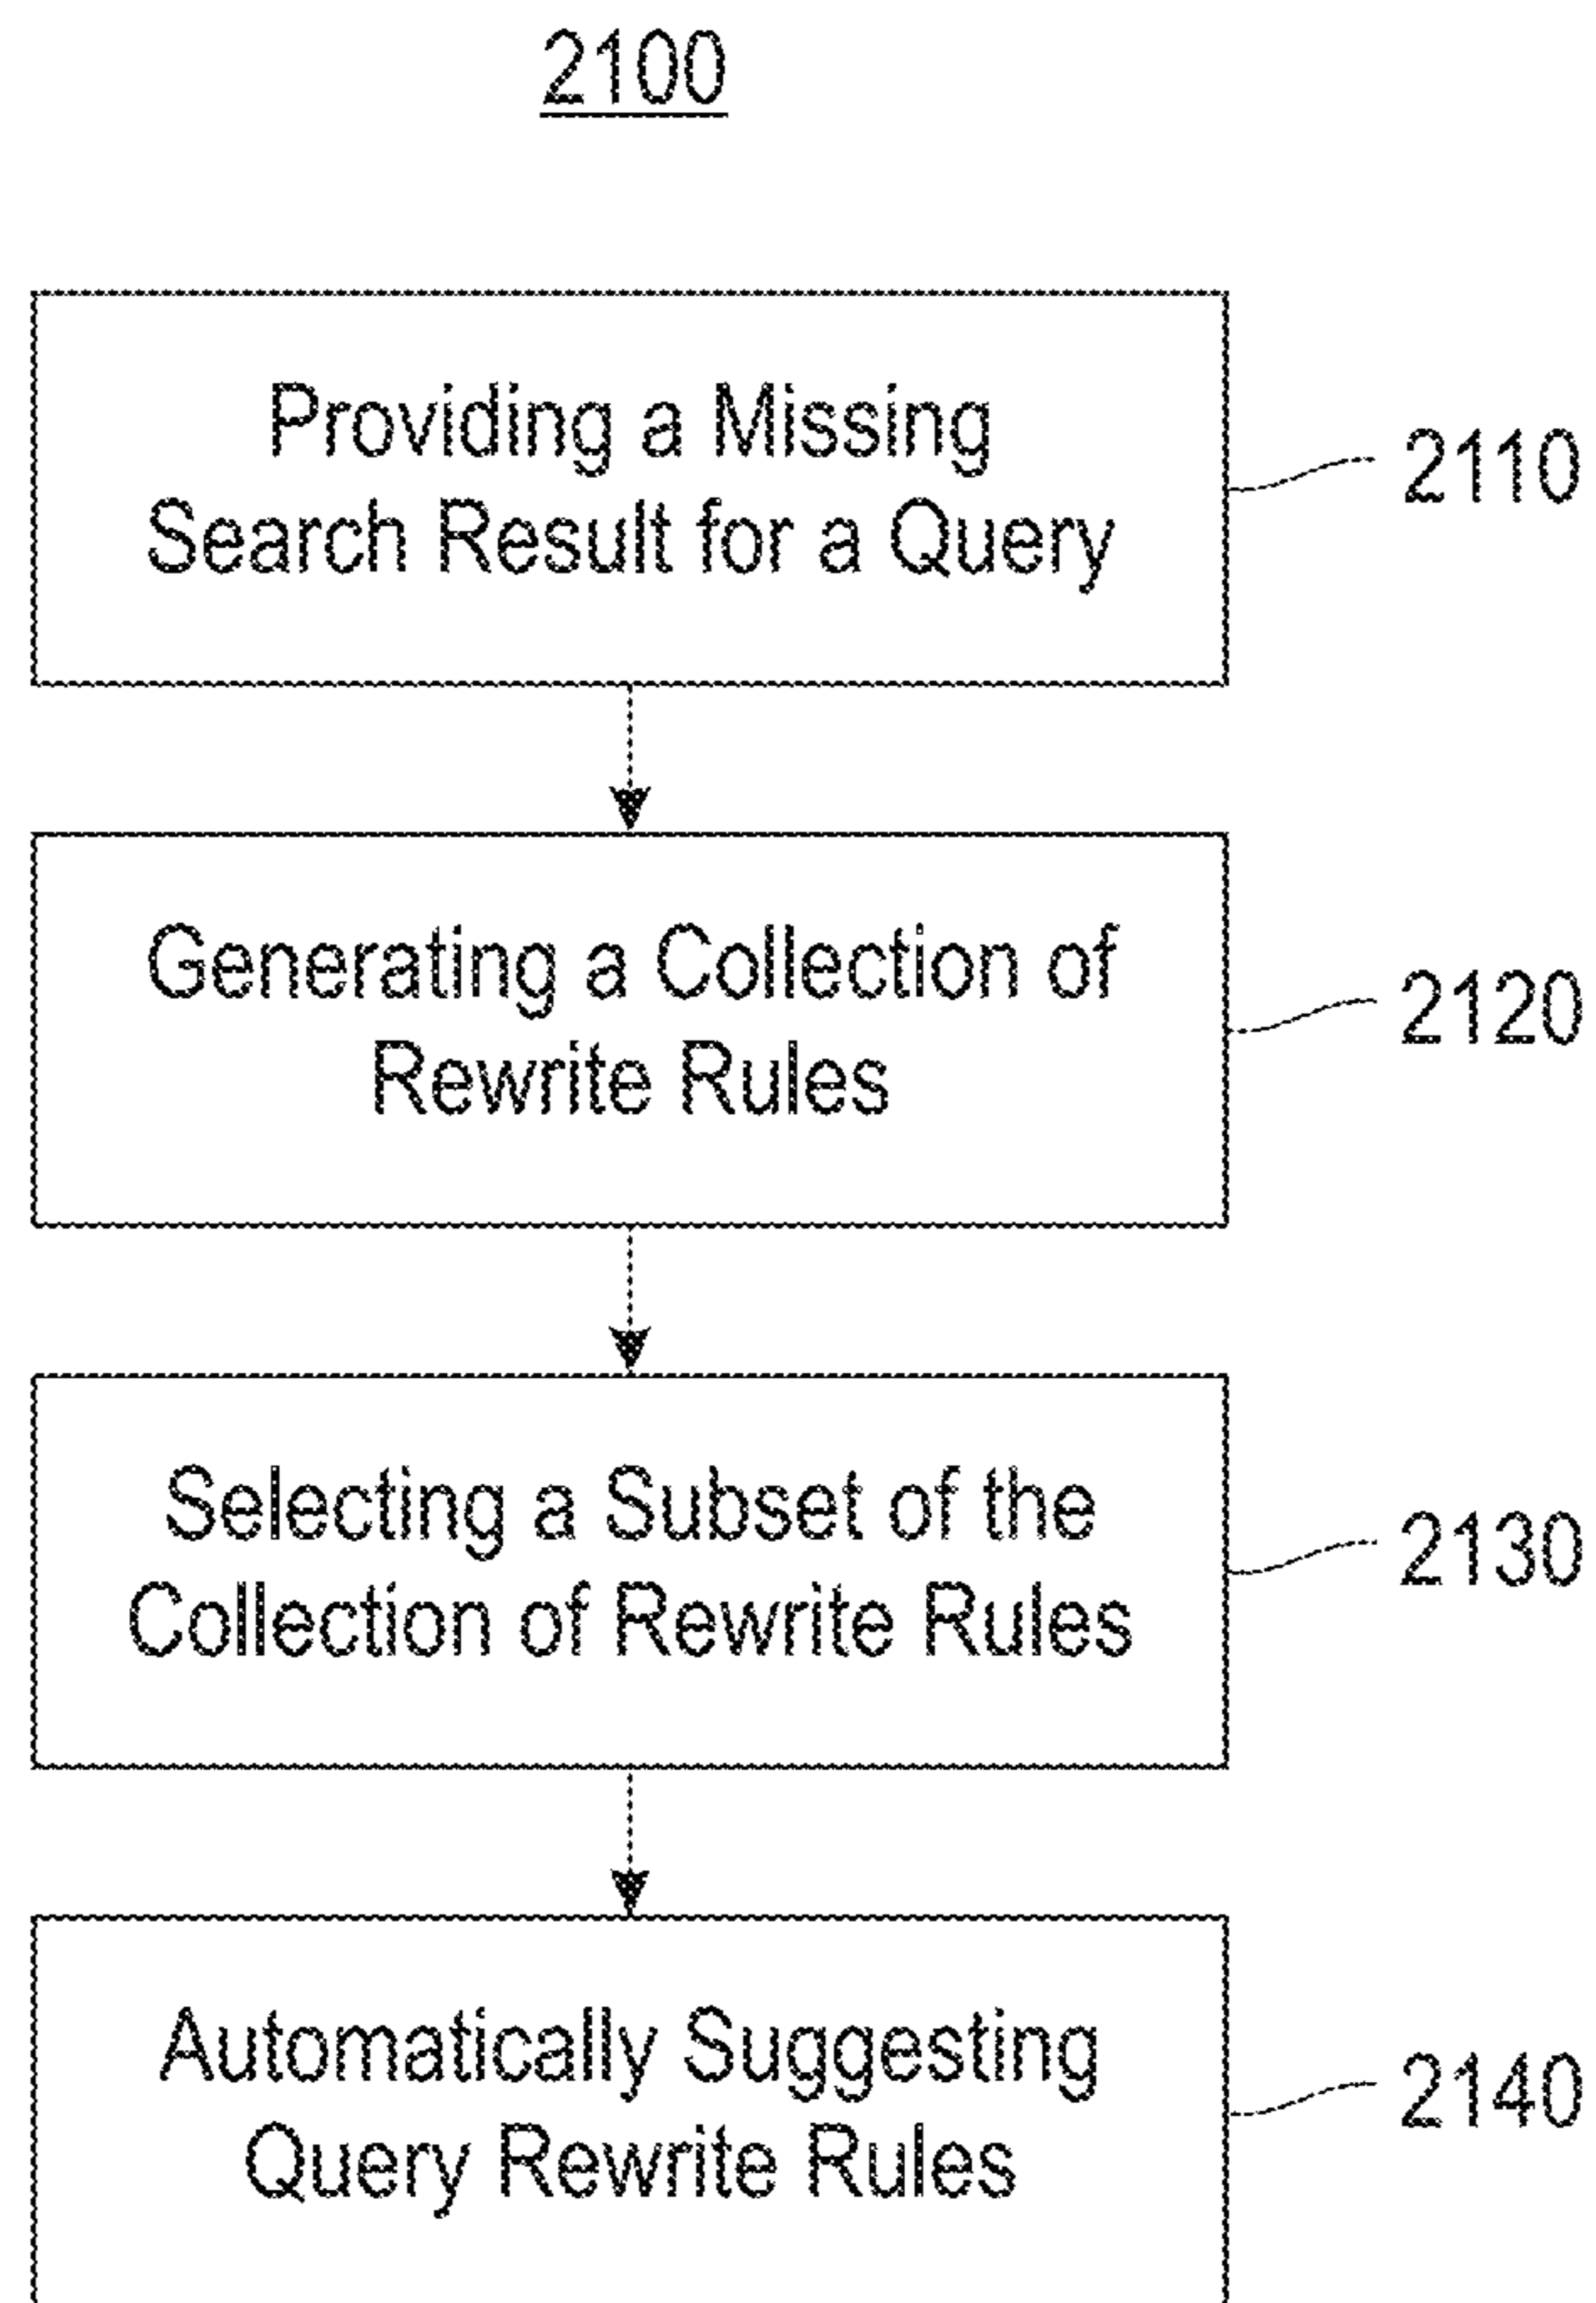 2100
Providing a Missing
Search Result for a Query
2110
Generating a Collection of
Rewrite Rules
2120
Selecting a Subset of the
Collection of Rewrite Rules
2130
Automatically Suggesting
Query Rewrite Rules
2140